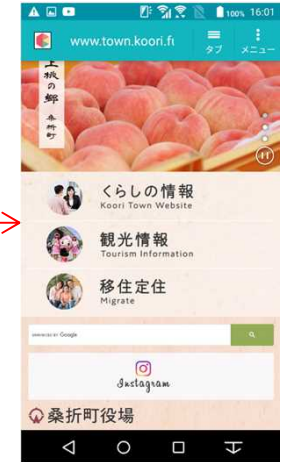 100% 16:01
www.town.koori.fu
タブ
メニュー
上板の郷
桑折町
くらしの情報
Koori Town Website
観光情報
Tourism Information
移住定住
Migrate
Google
Instagram
桑折町役場